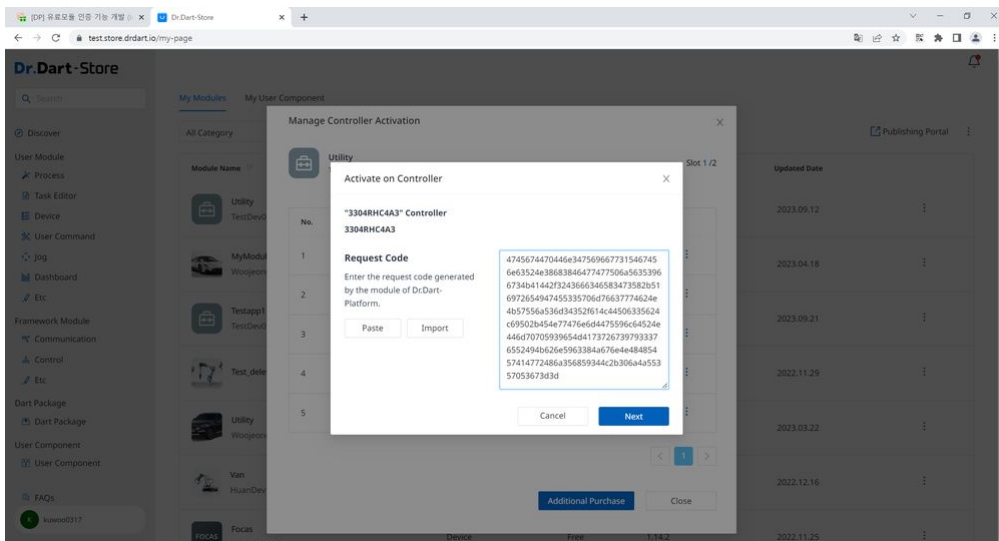 [DP] 유료모듈 인증 기능 개발
Dr.Dart-Store
test.store.drdart.io/my-page
Dr.Dart-Store
Search
My Modules
My User Component
Discover
All Category
Publishing Portal
User Module
Process
Task Editor
Device
User Command
Jog
Dashboard
Etc
Framework Module
Communication
Control
Etc
Dart Package
Dart Package
User Component
User Component
FAQs
kuwoo0317
Module Name
Updated Date
Utility
2023.09.12
2023.04.18
Testapp1
2023.09.21
2022.11.29
Utility
2023.03.22
Van
HuanDev
2022.12.16
Focas
FOCAS
Device
Free
1.14.2
2022.11.25
Manage Controller Activation
Utility
Slot 1 /2
No.
1
2
3
4
5
1
Additional Purchase
Close
Activate on Controller
"3304RHC4A3" Controller
3304RHC4A3
Request Code
Enter the request code generated
by the module of Dr.Dart-
Platform.
Paste
Import
4745674470446e347569667731546745
6e63524e38683846477477506a5635396
6734b41442f3243666346583473582b51
6972654947455335706d76637774624e
4b57556a536d34352f614c44506335624
c69502b454e77476e6d4475596c64524e
446d70705939654d4173726739793337
6552494b626e5963384a676e4e484854
57414772486a356859344c2b306a4a553
57053673d3d
Cancel
Next